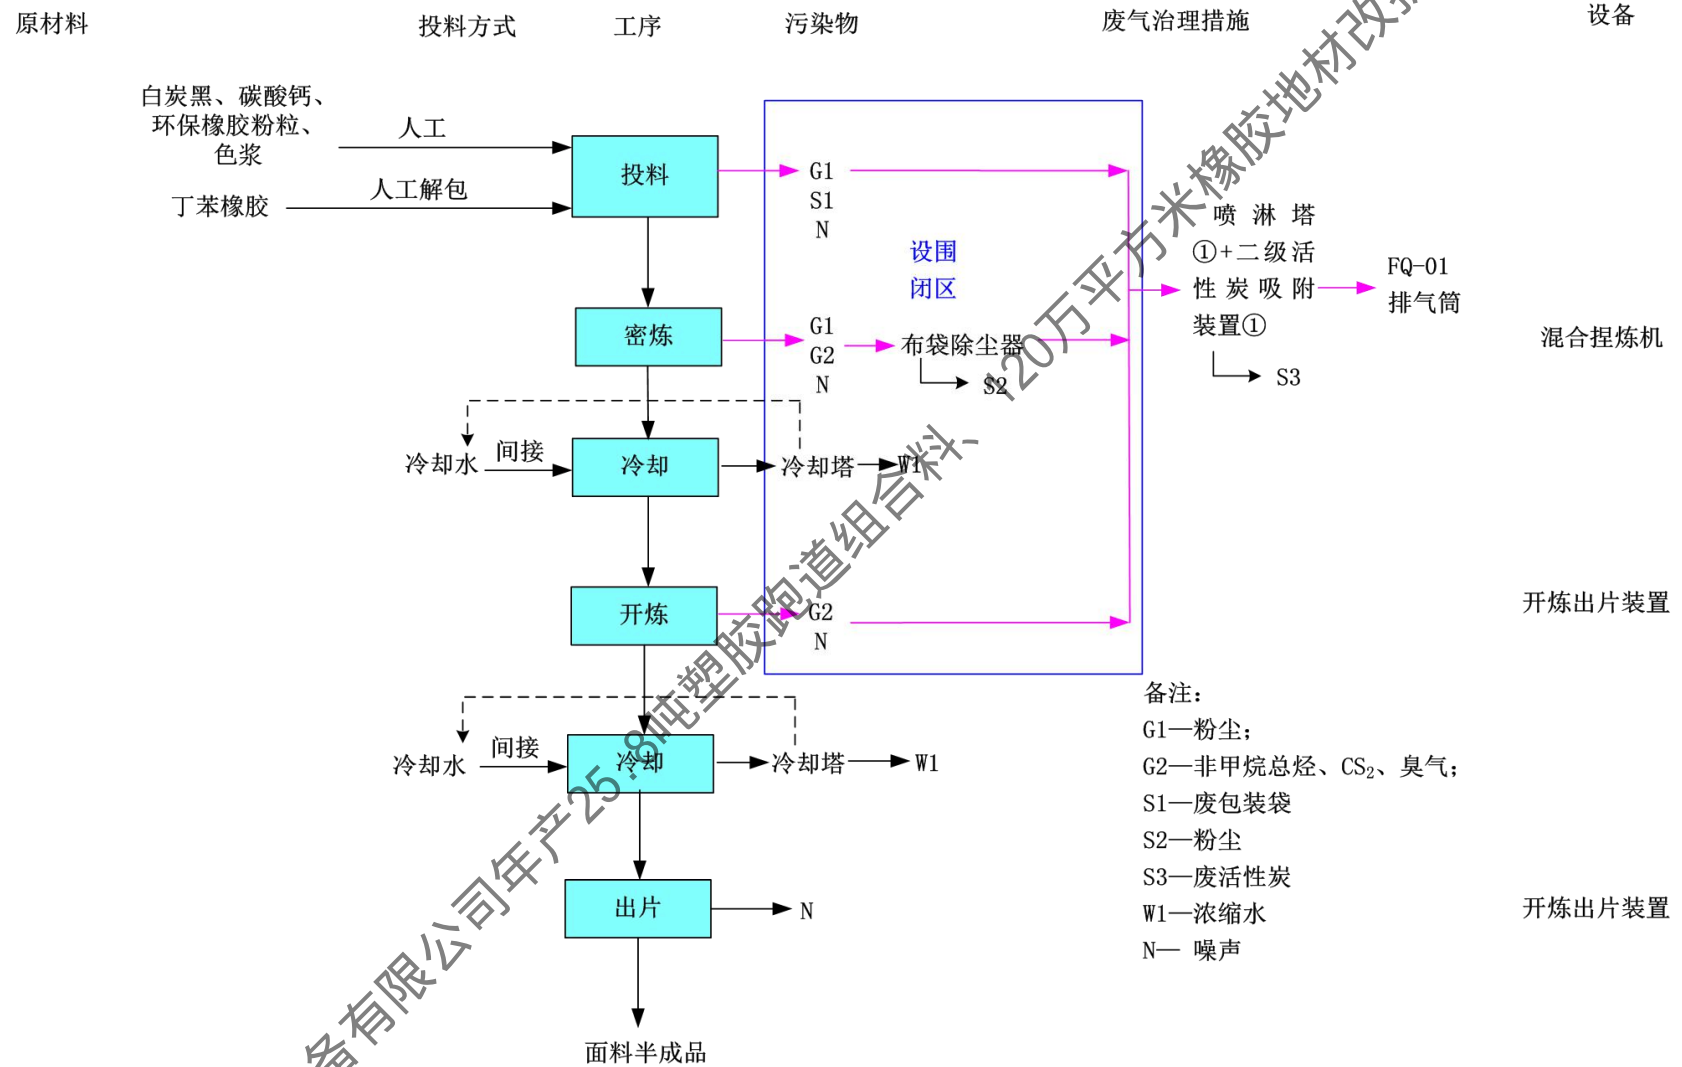 原材料
投料方式
工序
污染物
废气治理措施
设备
白炭黑、碳酸钙、
环保橡胶粉粒、
色浆
人工
丁苯橡胶
人工解包
投料
G1
S1
N
设围
闭区
喷淋塔
①+二级活
性炭吸附
装置①
FQ-01
排气筒
S3
密炼
G1
G2
N
布袋除尘器
S2
混合捏炼机
冷却水
间接
冷却
冷却塔
W1
开炼
G2
N
开炼出片装置
冷却水
间接
冷却
冷却塔
W1
出片
N
开炼出片装置
面料半成品
备注：
G1—粉尘；
G2—非甲烷总烃、CS₂、臭气；
S1—废包装袋
S2—粉尘
S3—废活性炭
W1—浓缩水
N— 噪声
备有限公司年产25.8吨塑胶跑道组合料、120万平方米橡胶地材改